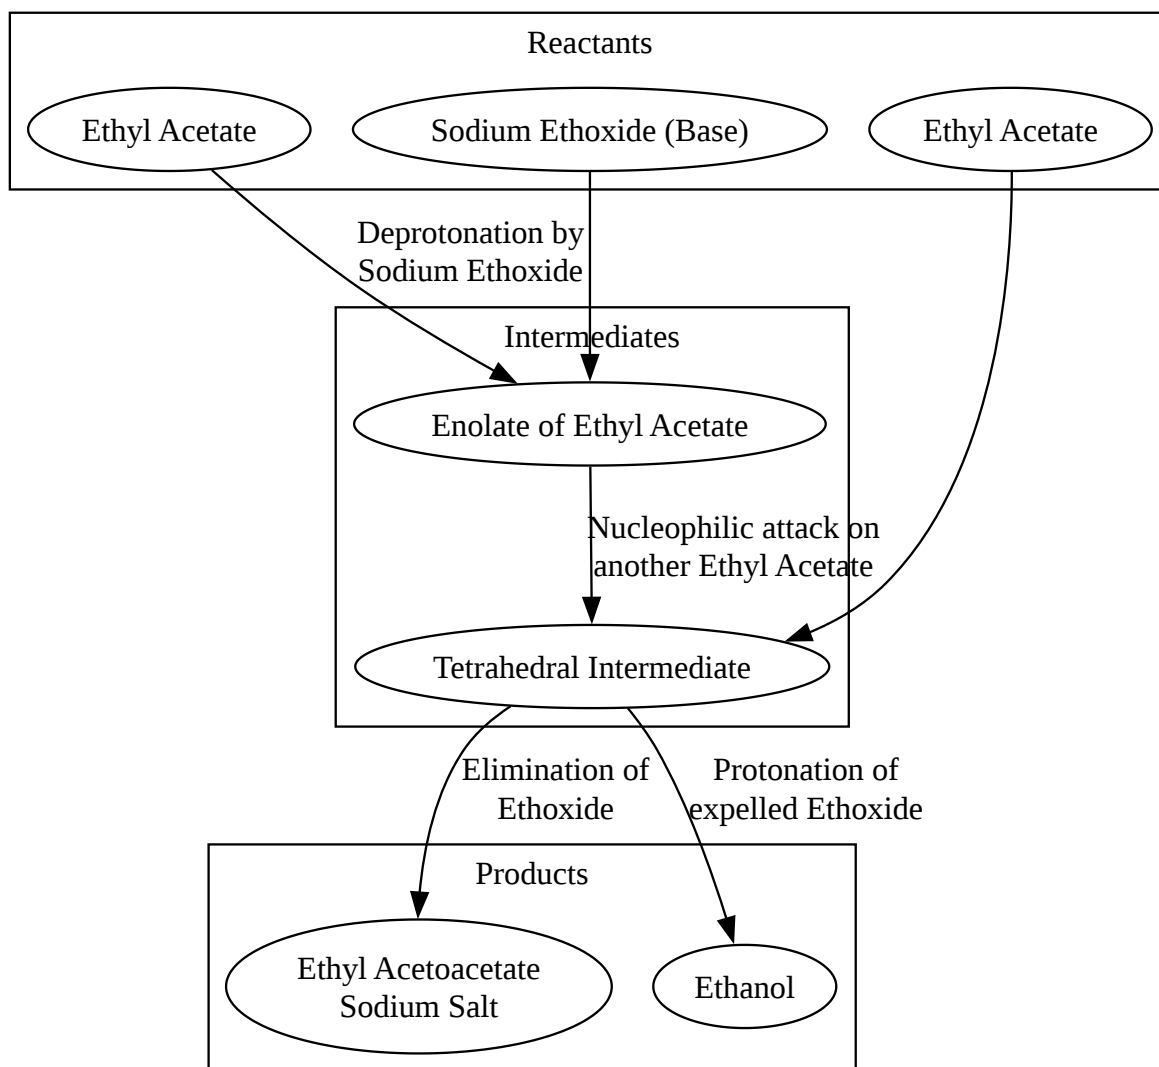 Reactants
Ethyl Acetate
Sodium Ethoxide (Base)
Ethyl Acetate
Deprotonation by
Sodium Ethoxide
Intermediates
Enolate of Ethyl Acetate
Nucleophilic attack on
another Ethyl Acetate
Tetrahedral Intermediate
Elimination of
Ethoxide
Protonation of
expelled Ethoxide
Products
Ethyl Acetoacetate
Sodium Salt
Ethanol